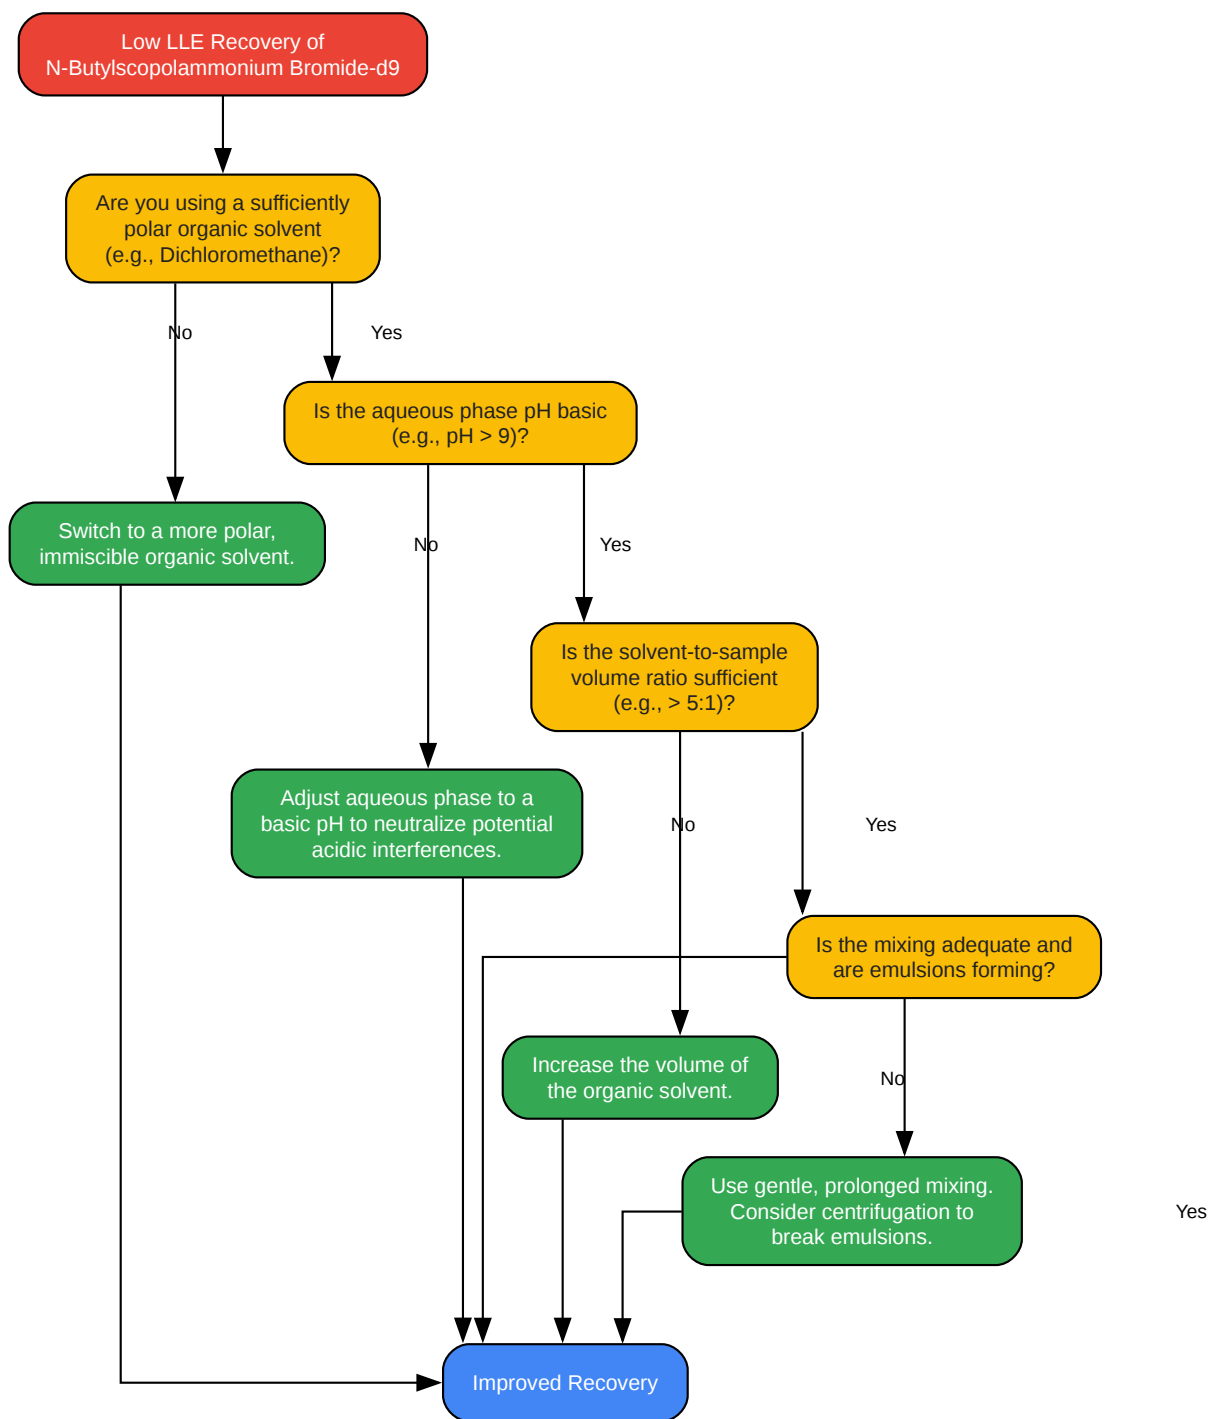 Low LLE Recovery of
N-Butylscopolammonium Bromide-d9
Are you using a sufficiently
polar organic solvent
(e.g., Dichloromethane)?
No
Yes
Is the aqueous phase pH basic
(e.g., pH > 9)?
Switch to a more polar,
immiscible organic solvent.
No
Yes
Is the solvent-to-sample
volume ratio sufficient
(e.g., > 5:1)?
Adjust aqueous phase to a
basic pH to neutralize potential
acidic interferences.
No
Yes
Is the mixing adequate and
are emulsions forming?
Increase the volume of
the organic solvent.
No
Use gentle, prolonged mixing.
Consider centrifugation to
break emulsions.
Yes
Improved Recovery